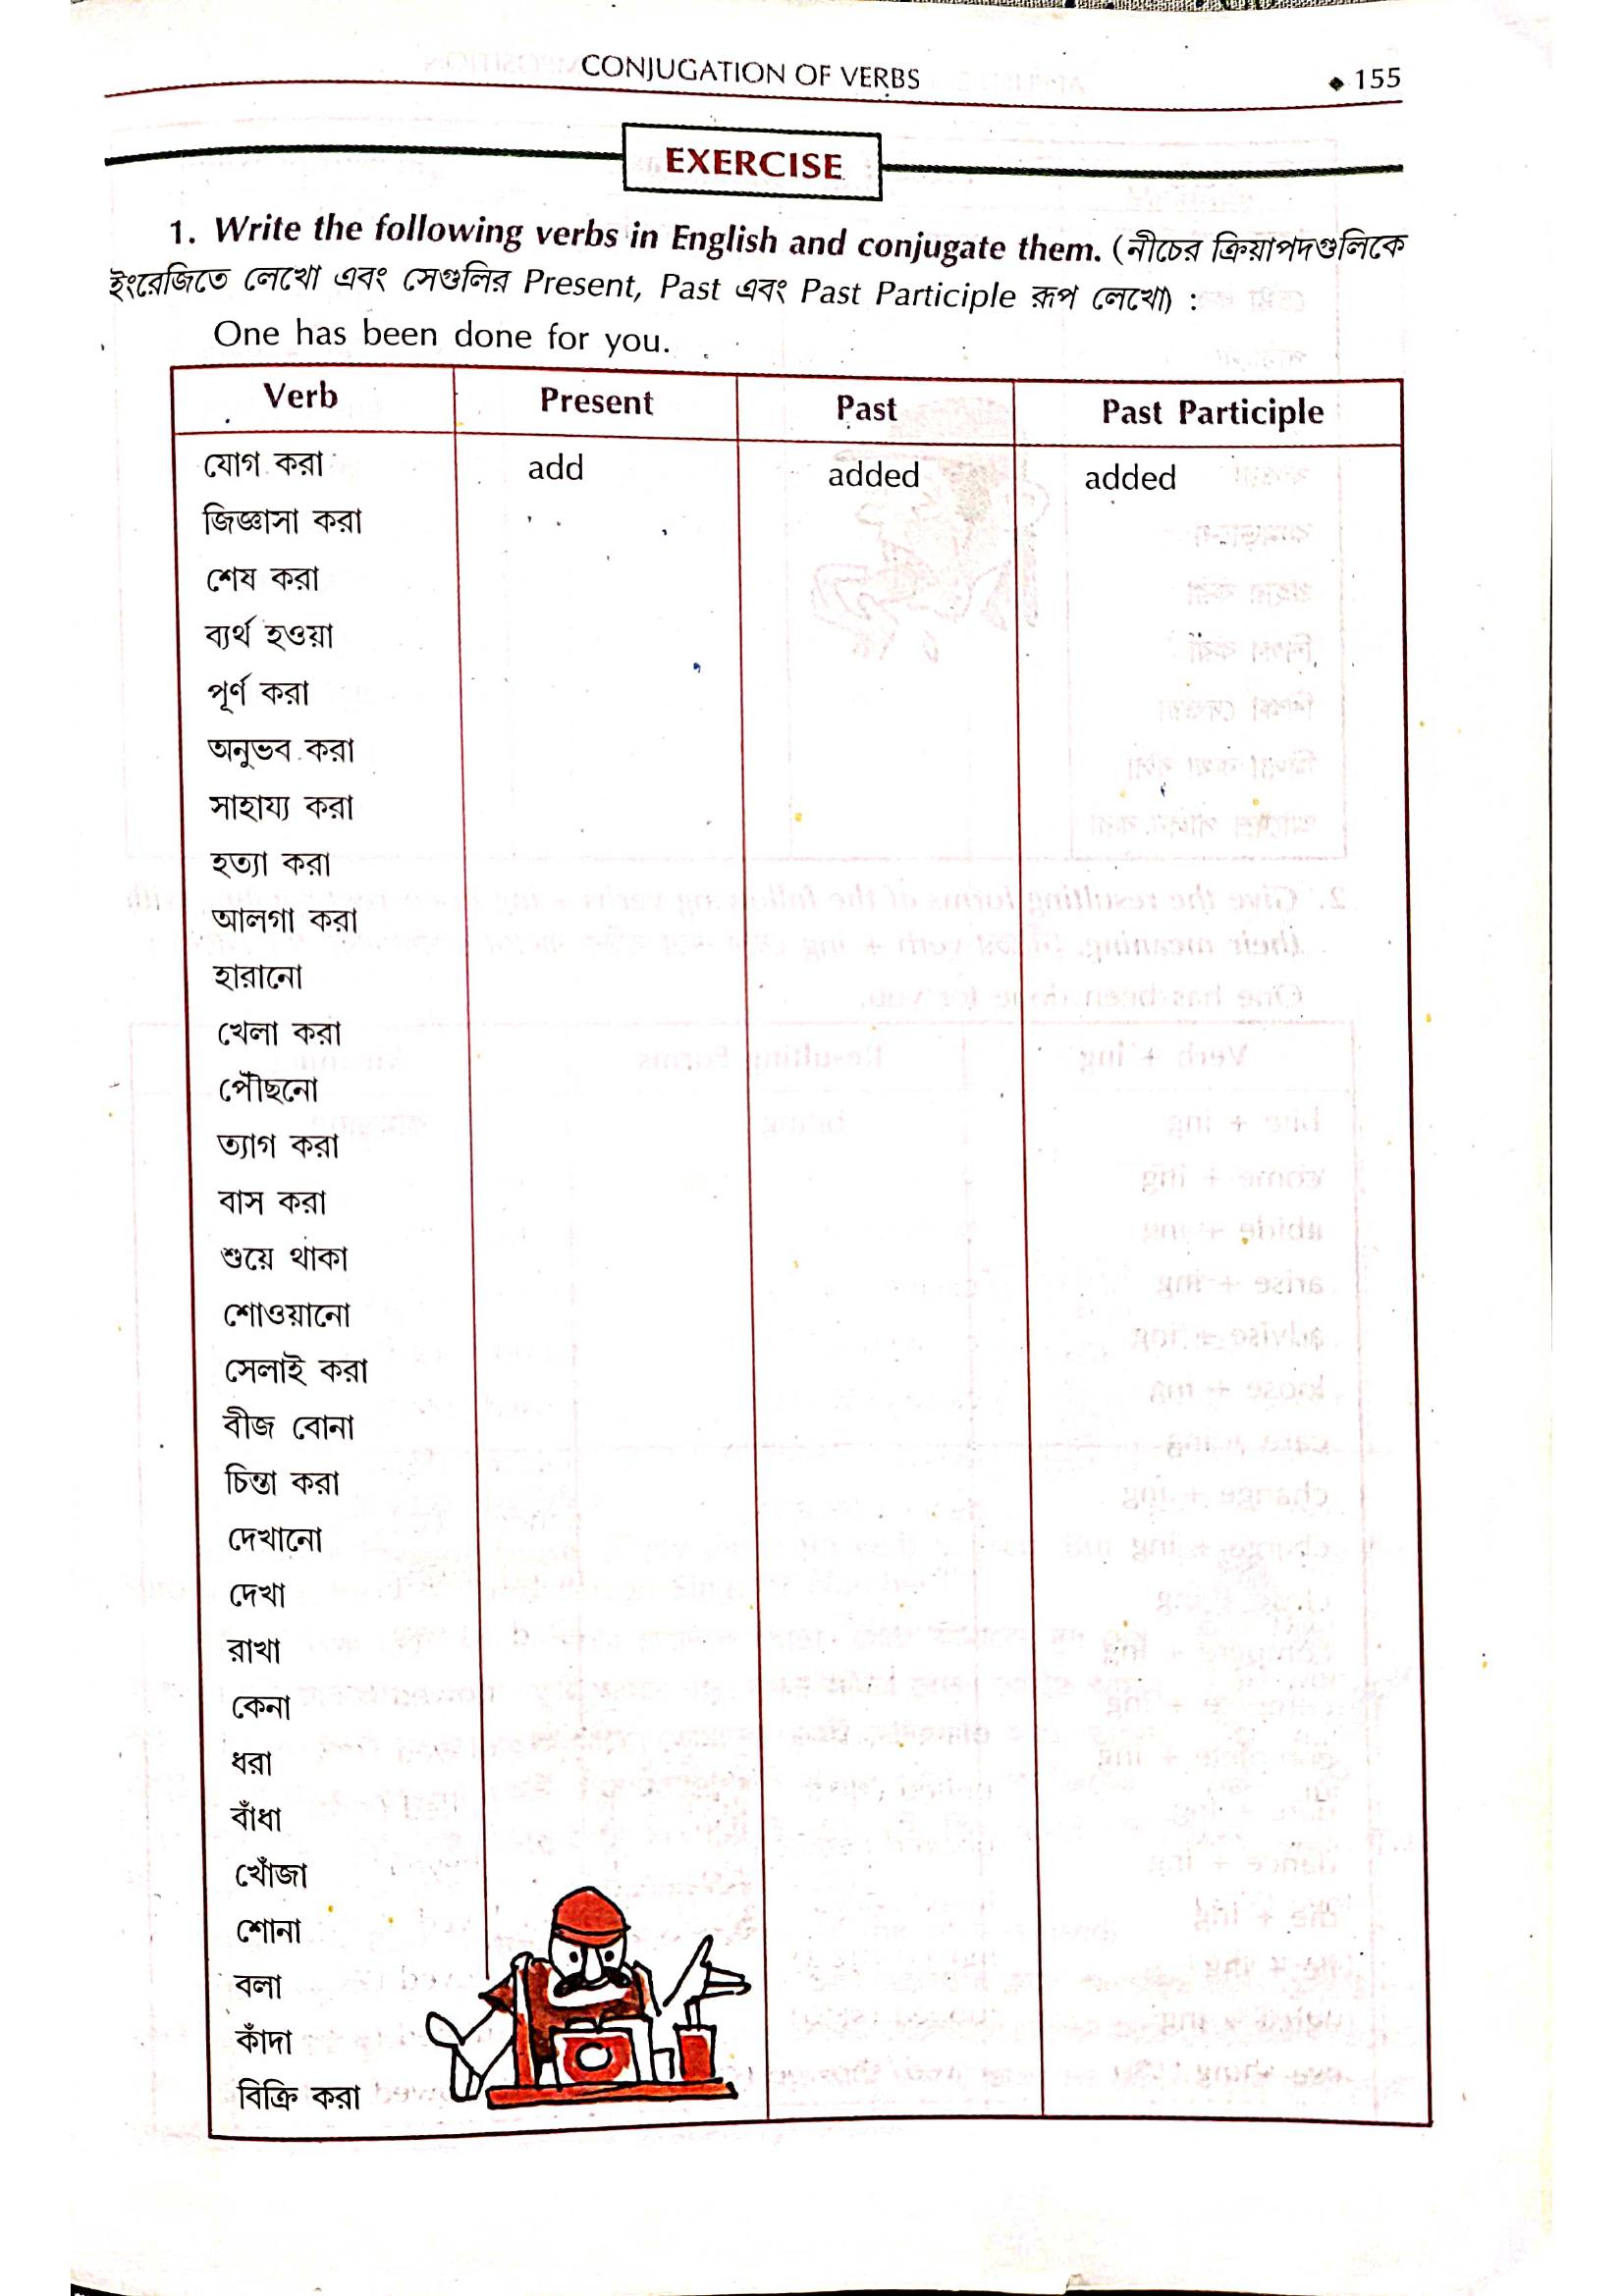 CONJUGATION OF VERBS ◆ 155
EXERCISE
1. Write the following verbs in English and conjugate them. (নীচের ক্রিয়াপদগুলিকে
ইংরেজিতে লেখো এবং সেগুলির Present, Past এবং Past Participle রূপ লেখো) :
One has been done for you.
Verb Present Past Past Participle
যোগ করা add added added
জিজ্ঞাসা করা
শেষ করা
ব্যর্থ হওয়া
পূর্ণ করা
অনুভব করা
সাহায্য করা
হত্যা করা
আলগা করা
হারানো
খেলা করা
পৌঁছনো
ত্যাগ করা
বাস করা
শুয়ে থাকা
শোওয়ানো
সেলাই করা
বীজ বোনা
চিন্তা করা
দেখানো
দেখা
রাখা
কেনা
ধরা
বাঁধা
খোঁজা
শোনা
বলা
কাঁদা
বিক্রি করা